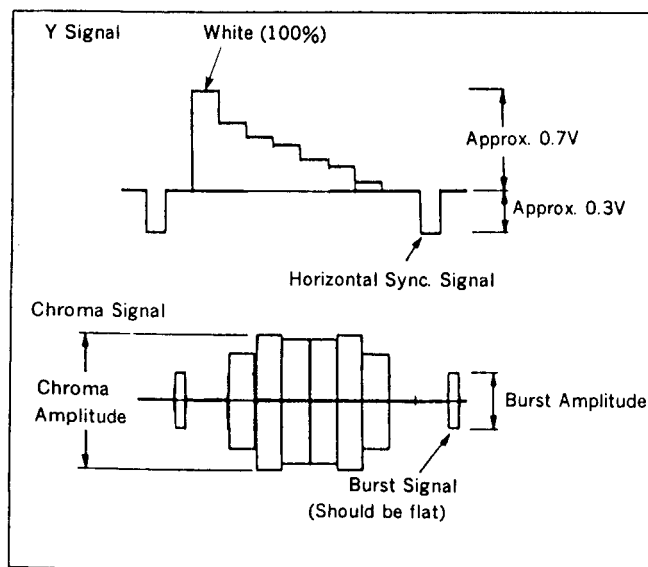 Y Signal
White (100%)
Approx. 0.7V
Approx. 0.3V
Horizontal Sync. Signal
Chroma Signal
Chroma
Amplitude
Burst Amplitude
Burst Signal
(Should be flat)